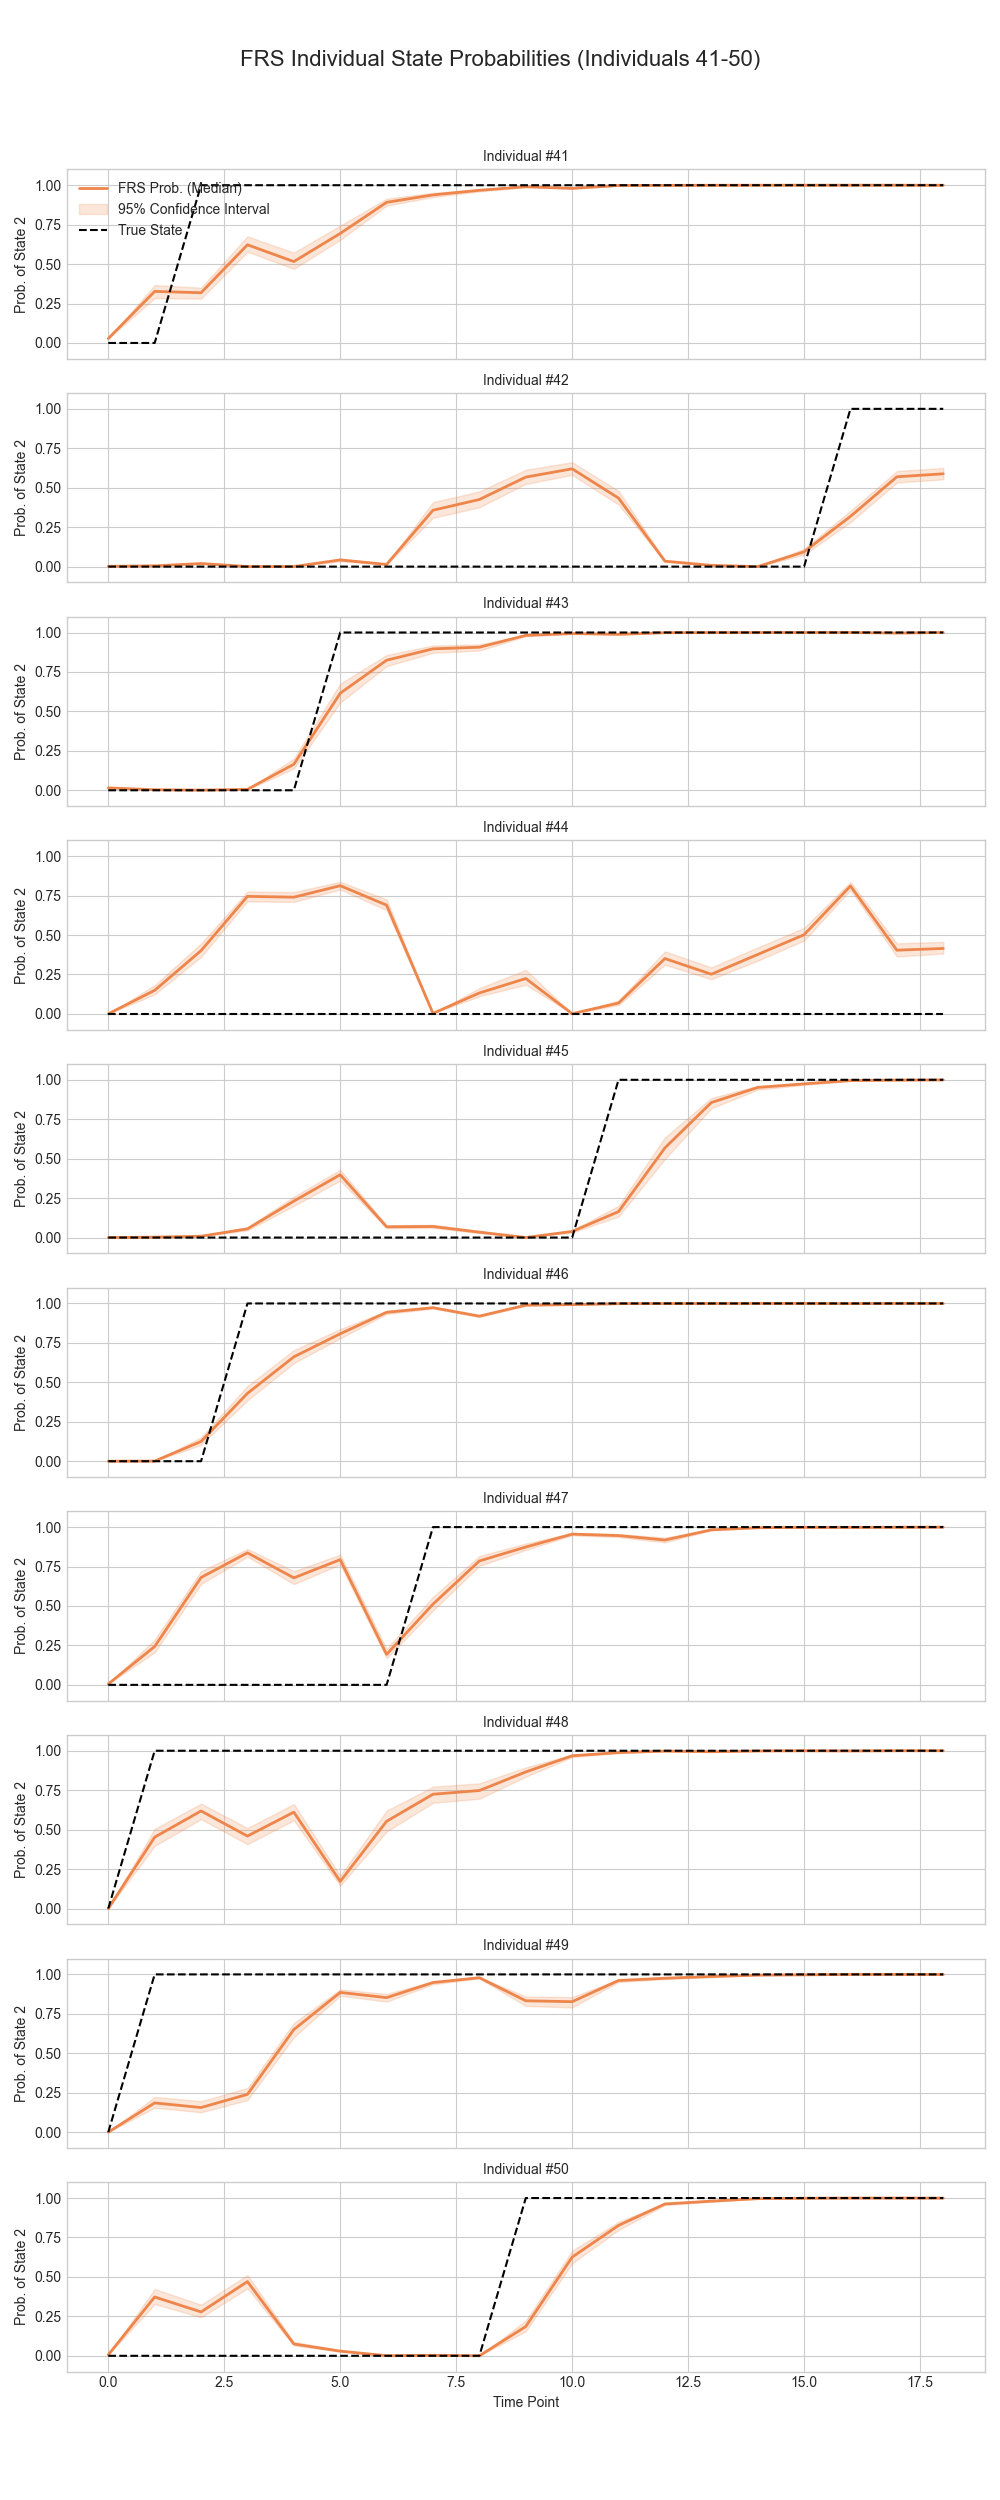 FRS Individual State Probabilities (Individuals 41-50)
Individual #41
FRS Prob. (Median)
95% Confidence Interval
True State
Prob. of State 2
1.00
0.75
0.50
0.25
0.00
Individual #42
Prob. of State 2
1.00
0.75
0.50
0.25
0.00
Individual #43
Prob. of State 2
1.00
0.75
0.50
0.25
0.00
Individual #44
Prob. of State 2
1.00
0.75
0.50
0.25
0.00
Individual #45
Prob. of State 2
1.00
0.75
0.50
0.25
0.00
Individual #46
Prob. of State 2
1.00
0.75
0.50
0.25
0.00
Individual #47
Prob. of State 2
1.00
0.75
0.50
0.25
0.00
Individual #48
Prob. of State 2
1.00
0.75
0.50
0.25
0.00
Individual #49
Prob. of State 2
1.00
0.75
0.50
0.25
0.00
Individual #50
Prob. of State 2
1.00
0.75
0.50
0.25
0.00
0.0 2.5 5.0 7.5 10.0 12.5 15.0 17.5
Time Point